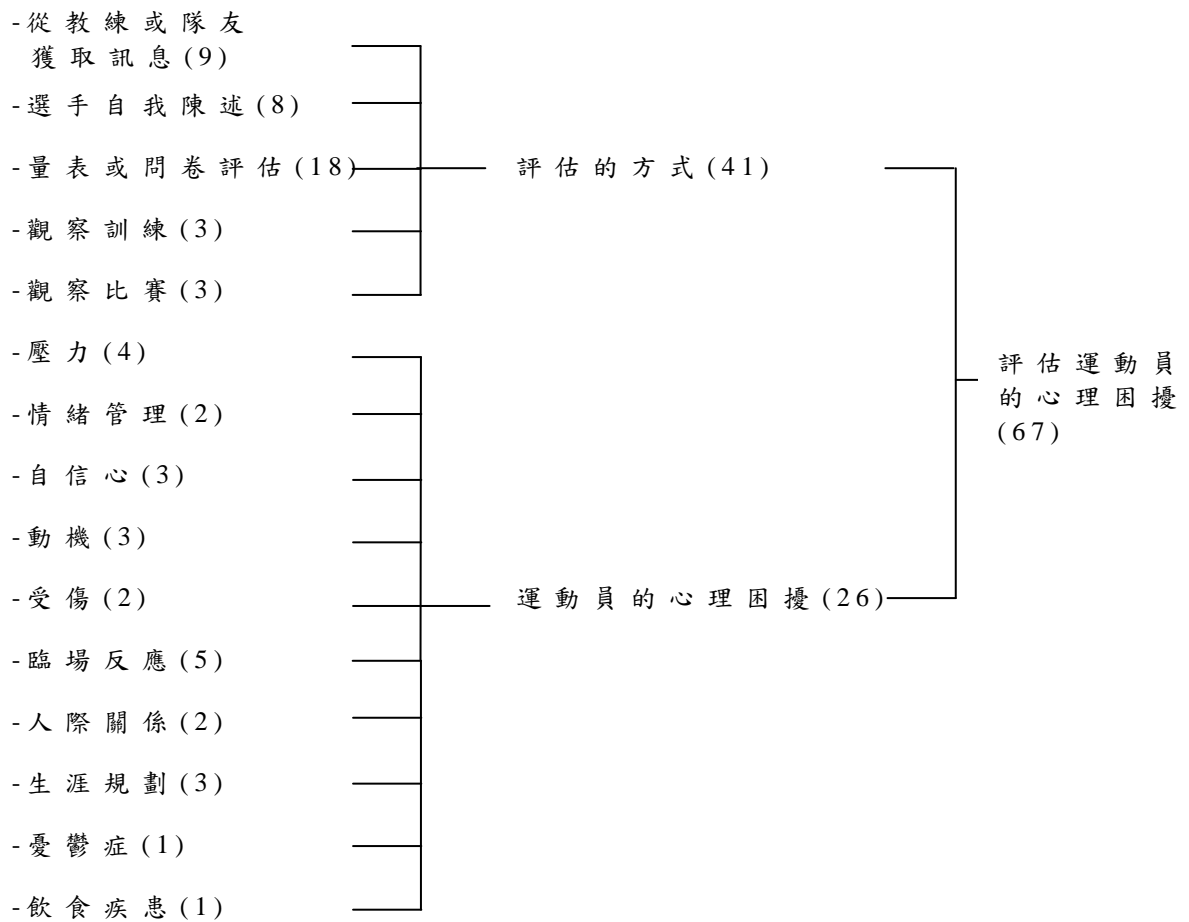 -從教練或隊友
獲取訊息(9)
-選手自我陳述(8)
-量表或問卷評估(18)
評估的方式(41)
-觀察訓練(3)
-觀察比賽(3)
-壓力(4)
評估運動員
的心理困擾
(67)
-情緒管理(2)
-自信心(3)
-動機(3)
-受傷(2)
運動員的心理困擾(26)
-臨場反應(5)
-人際關係(2)
-生涯規劃(3)
-憂鬱症(1)
-飲食疾患(1)